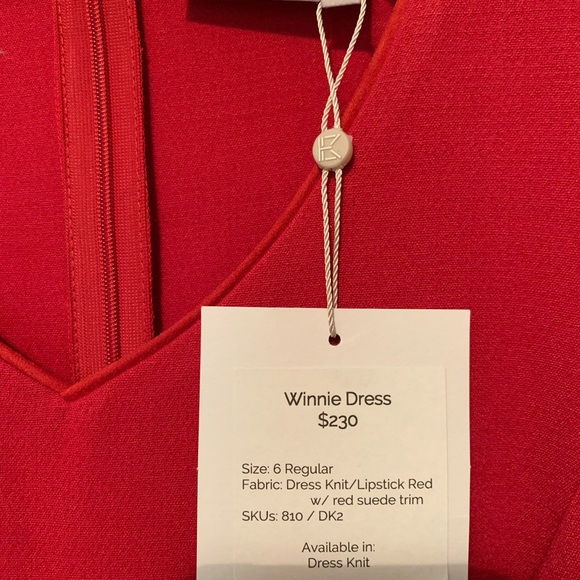 Winnie Dress
$230
Size: 6 Regular
Fabric: Dress Knit/Lipstick Red
w/ red suede trim
SKUs: 810 / DK2
Available in:
Dress Knit